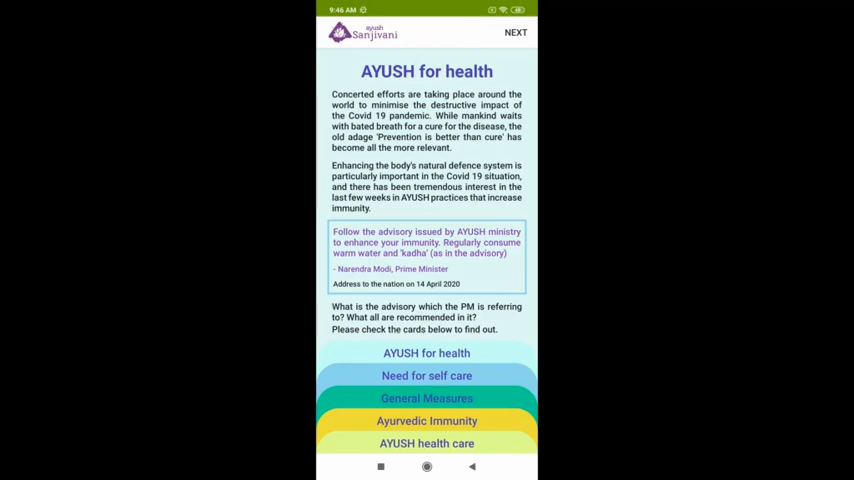 9:46 AM
48
ayush
Sanjivani
NEXT
AYUSH for health
Concerted efforts are taking place around the
world to minimise the destructive impact of
the Covid 19 pandemic. While mankind waits
with bated breath for a cure for the disease, the
old adage 'Prevention is better than cure' has
become all the more relevant.
Enhancing the body's natural defence system is
particularly important in the Covid 19 situation,
and there has been tremendous interest in the
last few weeks in AYUSH practices that increase
immunity.
Follow the advisory issued by AYUSH ministry
to enhance your immunity. Regularly consume
warm water and 'kadha' (as in the advisory)
- Narendra Modi, Prime Minister
Address to the nation on 14 April 2020
What is the advisory which the PM is referring
to? What all are recommended in it?
Please check the cards below to find out.
AYUSH for health
Need for self care
General Measures
Ayurvedic Immunity
AYUSH health care